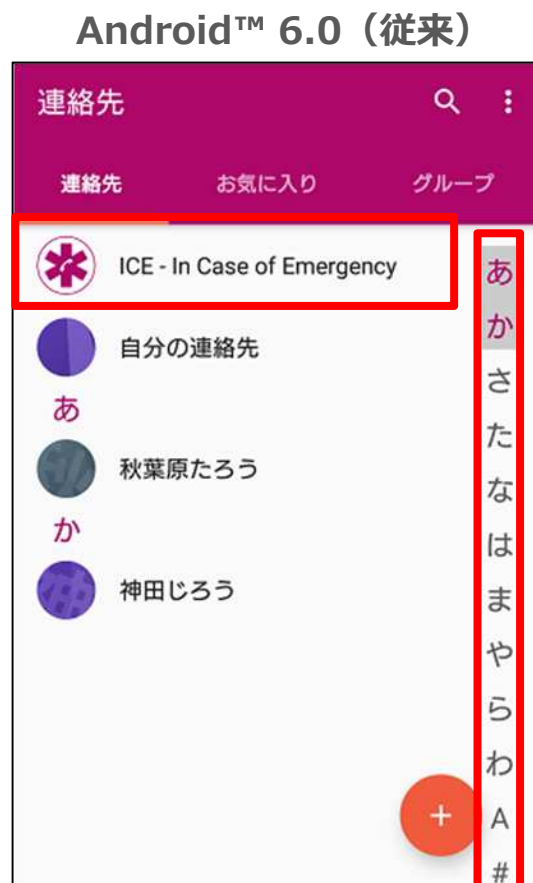 Android™ 6.0（従来）
連絡先
連絡先 お気に入り グループ
ICE - In Case of Emergency
自分の連絡先
あ
秋葉原たろう
か
神田じろう
あ
か
さ
た
な
は
ま
や
ら
わ
A
#